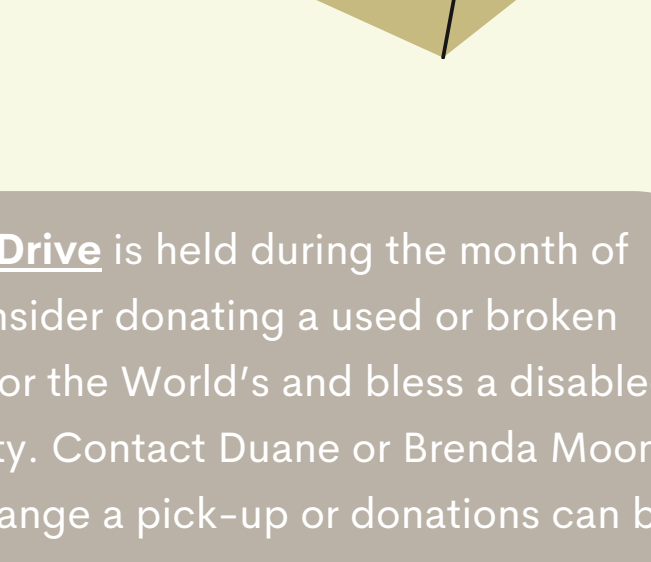 Drive is held during the month of
nsider donating a used or broken
or the World's and bless a disable
ty. Contact Duane or Brenda Moor
ange a pick-up or donations can b